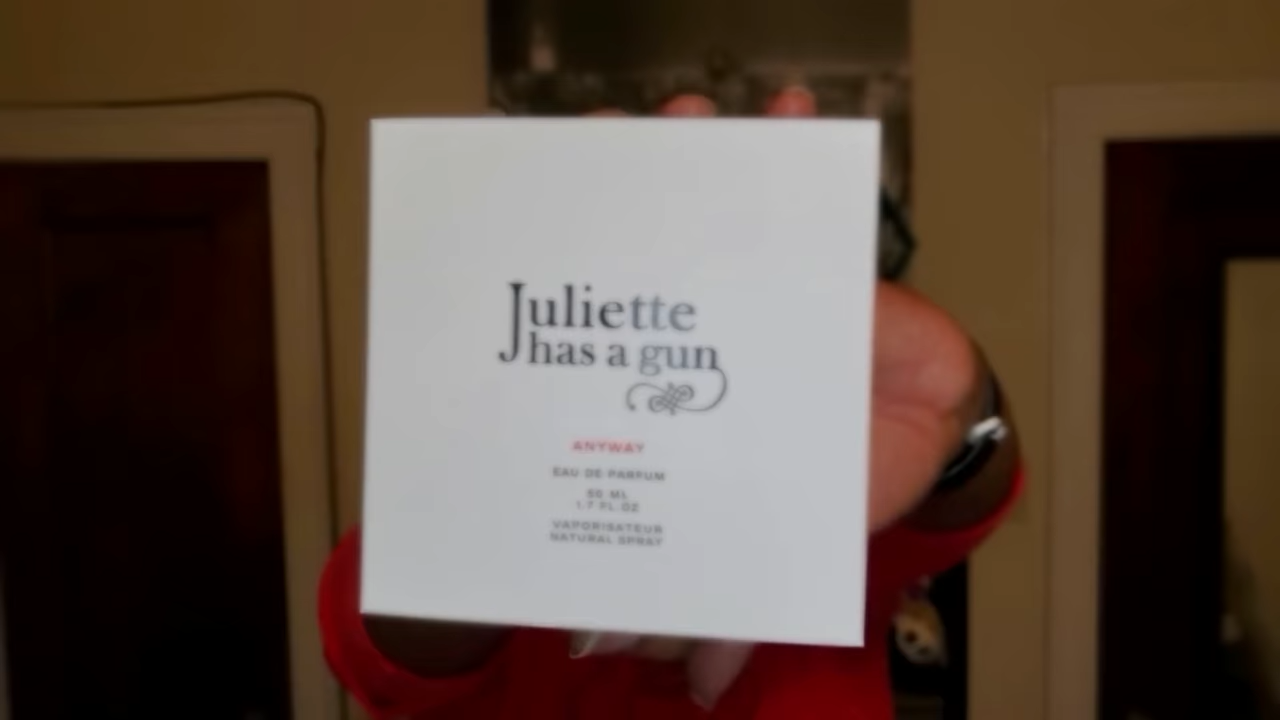 Juliette
has a gun
ANYWAY
EAU DE PARFUM
50 ML
1.7 FL.OZ
VAPORISATEUR
NATURAL SPRAY